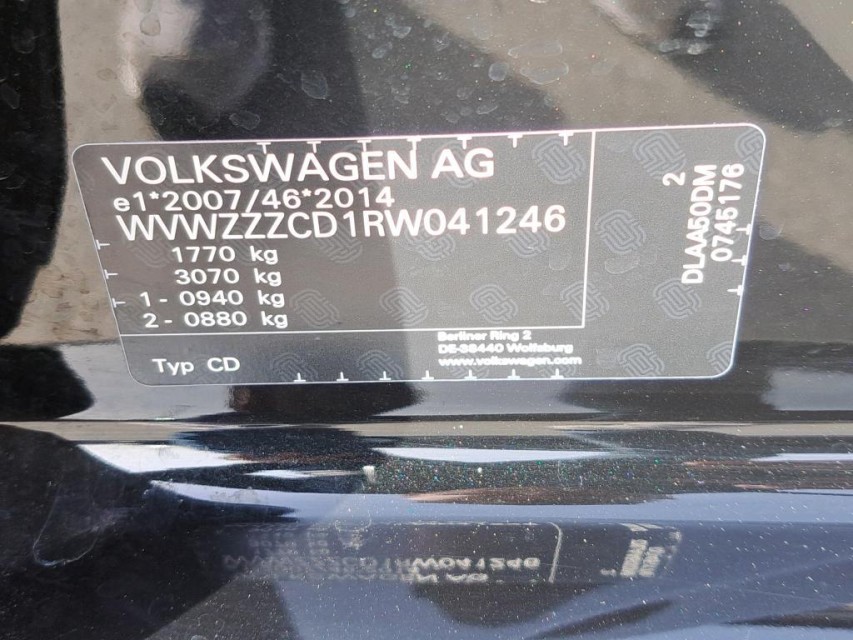 VOLKSWAGEN AG
e1*2007/46*2014
WVWZZZCD1RW041246
1770 kg
3070 kg
1 - 0940 kg
2 - 0880 kg
Typ CD
Berliner Ring 2
DE-38440 Wolfsburg
www.volkswagen.com
2
DLAA50DM
0745176